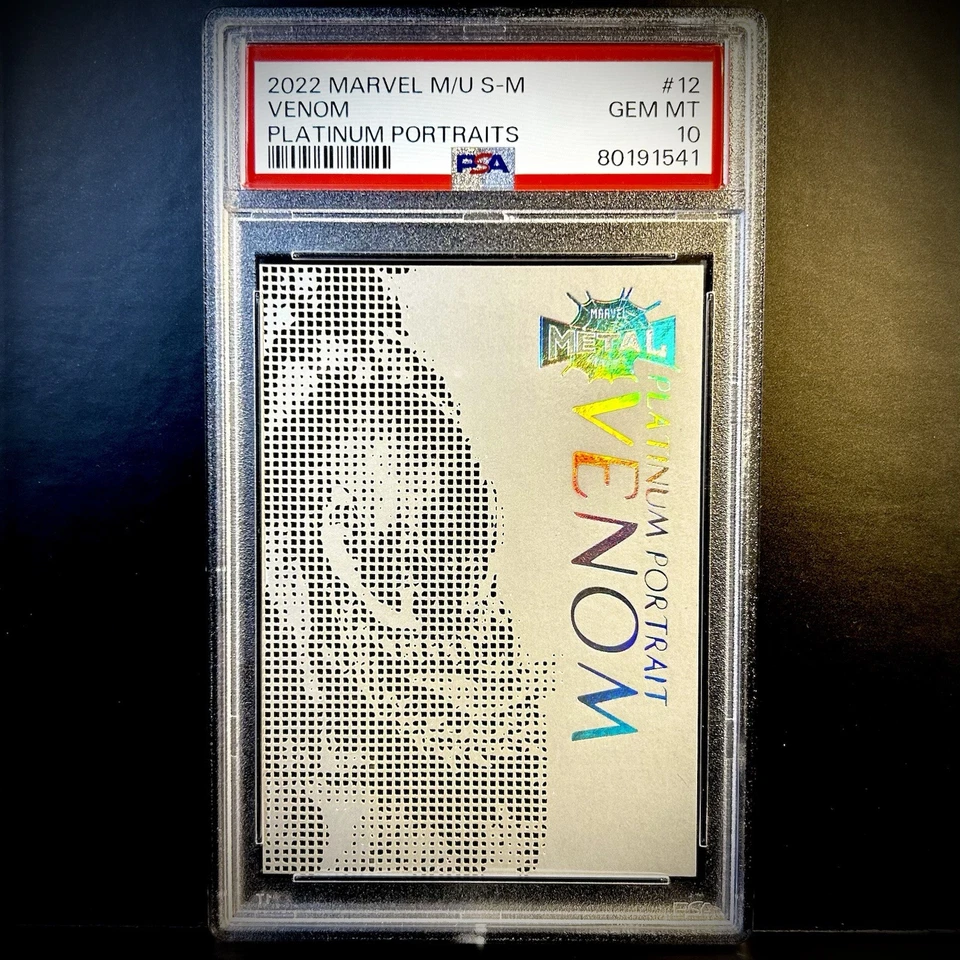 2022 MARVEL M/U S-M #12
VENOM GEM MT
PLATINUM PORTRAITS 10
80191541
PSA
MARVEL
METAL
PLATINUM PORTRAIT
VENOM